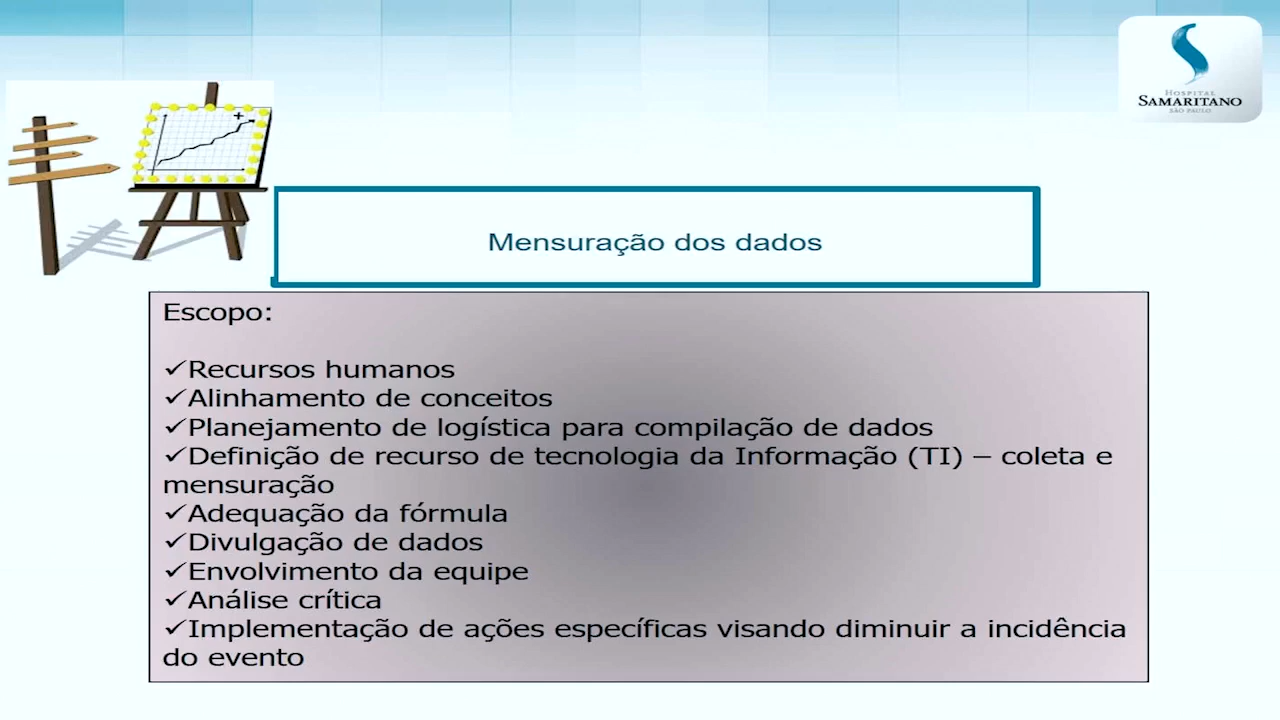 HOSPITAL
SAMARITANO
SÃO PAULO
Mensuração dos dados
Escopo:
✓Recursos humanos
✓Alinhamento de conceitos
✓Planejamento de logística para compilação de dados
✓Definição de recurso de tecnologia da Informação (TI) – coleta e
mensuração
✓Adequação da fórmula
✓Divulgação de dados
✓Envolvimento da equipe
✓Análise crítica
✓Implementação de ações específicas visando diminuir a incidência
do evento